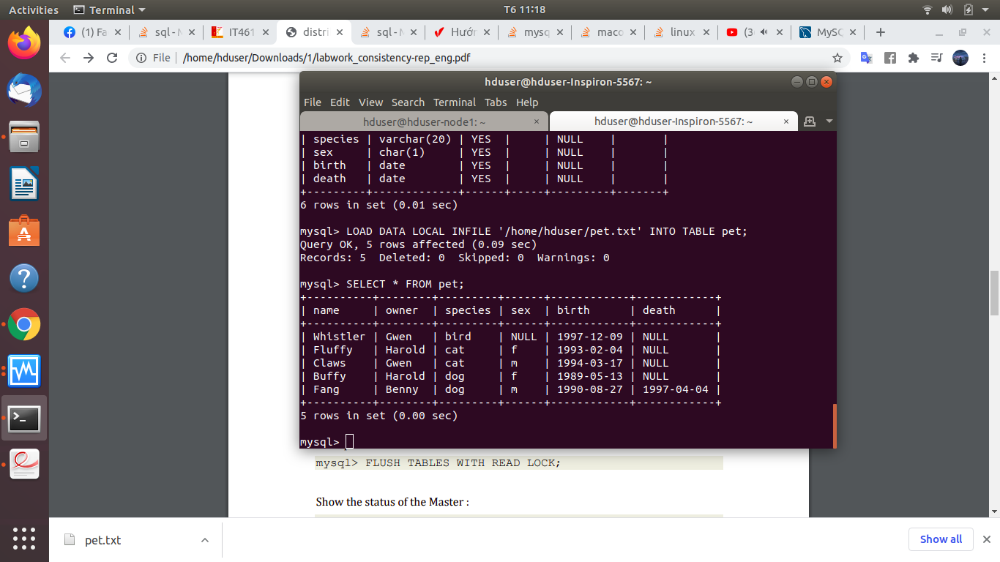 Activities Terminal T6 11:18
(1) Fa sql - M IT461 distri sql - M Hướr mysq maco linux (3 MySQ
File /home/hduser/Downloads/1/labwork_consistency-rep_eng.pdf
hduser@hduser-Inspiron-5567: ~
File Edit View Search Terminal Tabs Help
hduser@hduser-node1: ~ hduser@hduser-Inspiron-5567: ~
| species | varchar(20) | YES | | NULL | |
| sex | char(1) | YES | | NULL | |
| birth | date | YES | | NULL | |
| death | date | YES | | NULL | |
+---------+-------------+------+-----+---------+-------+
6 rows in set (0.01 sec)
mysql> LOAD DATA LOCAL INFILE '/home/hduser/pet.txt' INTO TABLE pet;
Query OK, 5 rows affected (0.09 sec)
Records: 5 Deleted: 0 Skipped: 0 Warnings: 0
mysql> SELECT * FROM pet;
+----------+--------+---------+------+------------+------------+
| name | owner | species | sex | birth | death |
+----------+--------+---------+------+------------+------------+
| Whistler | Gwen | bird | NULL | 1997-12-09 | NULL |
| Fluffy | Harold | cat | f | 1993-02-04 | NULL |
| Claws | Gwen | cat | m | 1994-03-17 | NULL |
| Buffy | Harold | dog | f | 1989-05-13 | NULL |
| Fang | Benny | dog | m | 1990-08-27 | 1997-04-04 |
+----------+--------+---------+------+------------+------------+
5 rows in set (0.00 sec)
mysql>
mysql> FLUSH TABLES WITH READ LOCK;
Show the status of the Master :
pet.txt Show all